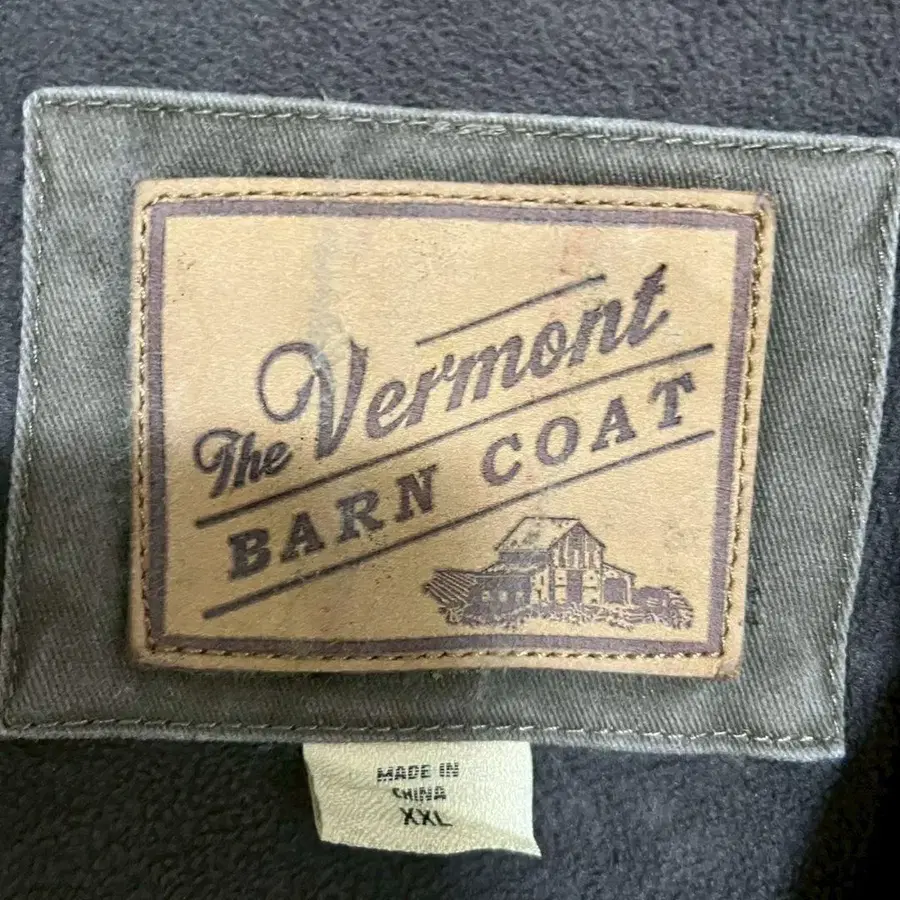 The Vermont
BARN COAT
MADE IN
CHINA
XXL